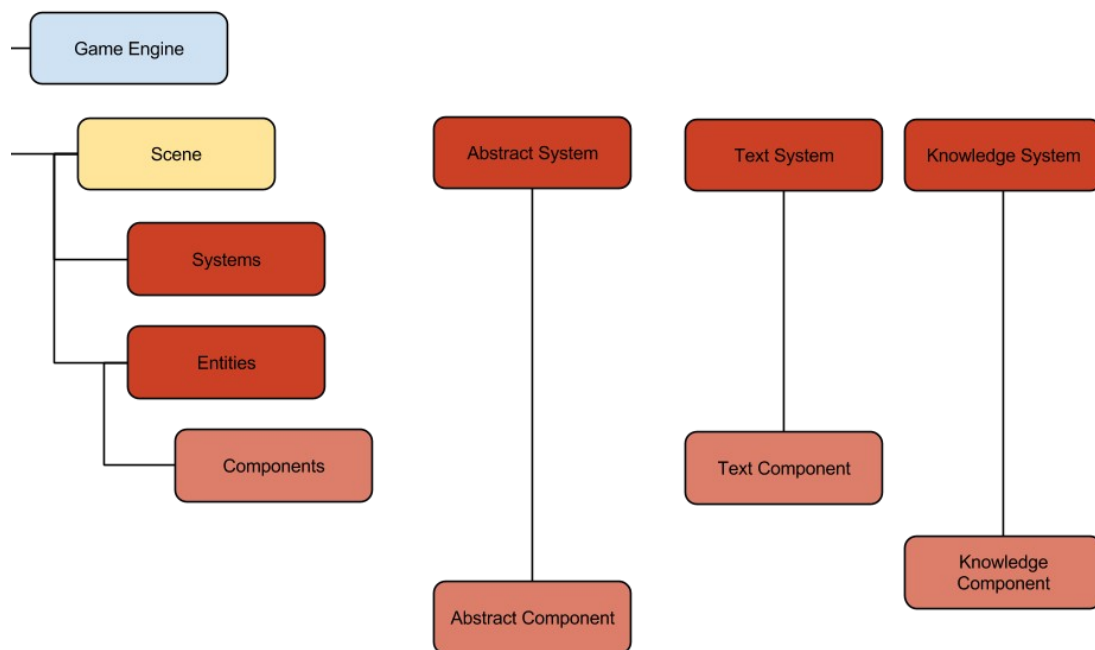 Game Engine
Scene
Abstract System
Text System
Knowledge System
Systems
Entities
Components
Text Component
Knowledge
Component
Abstract Component